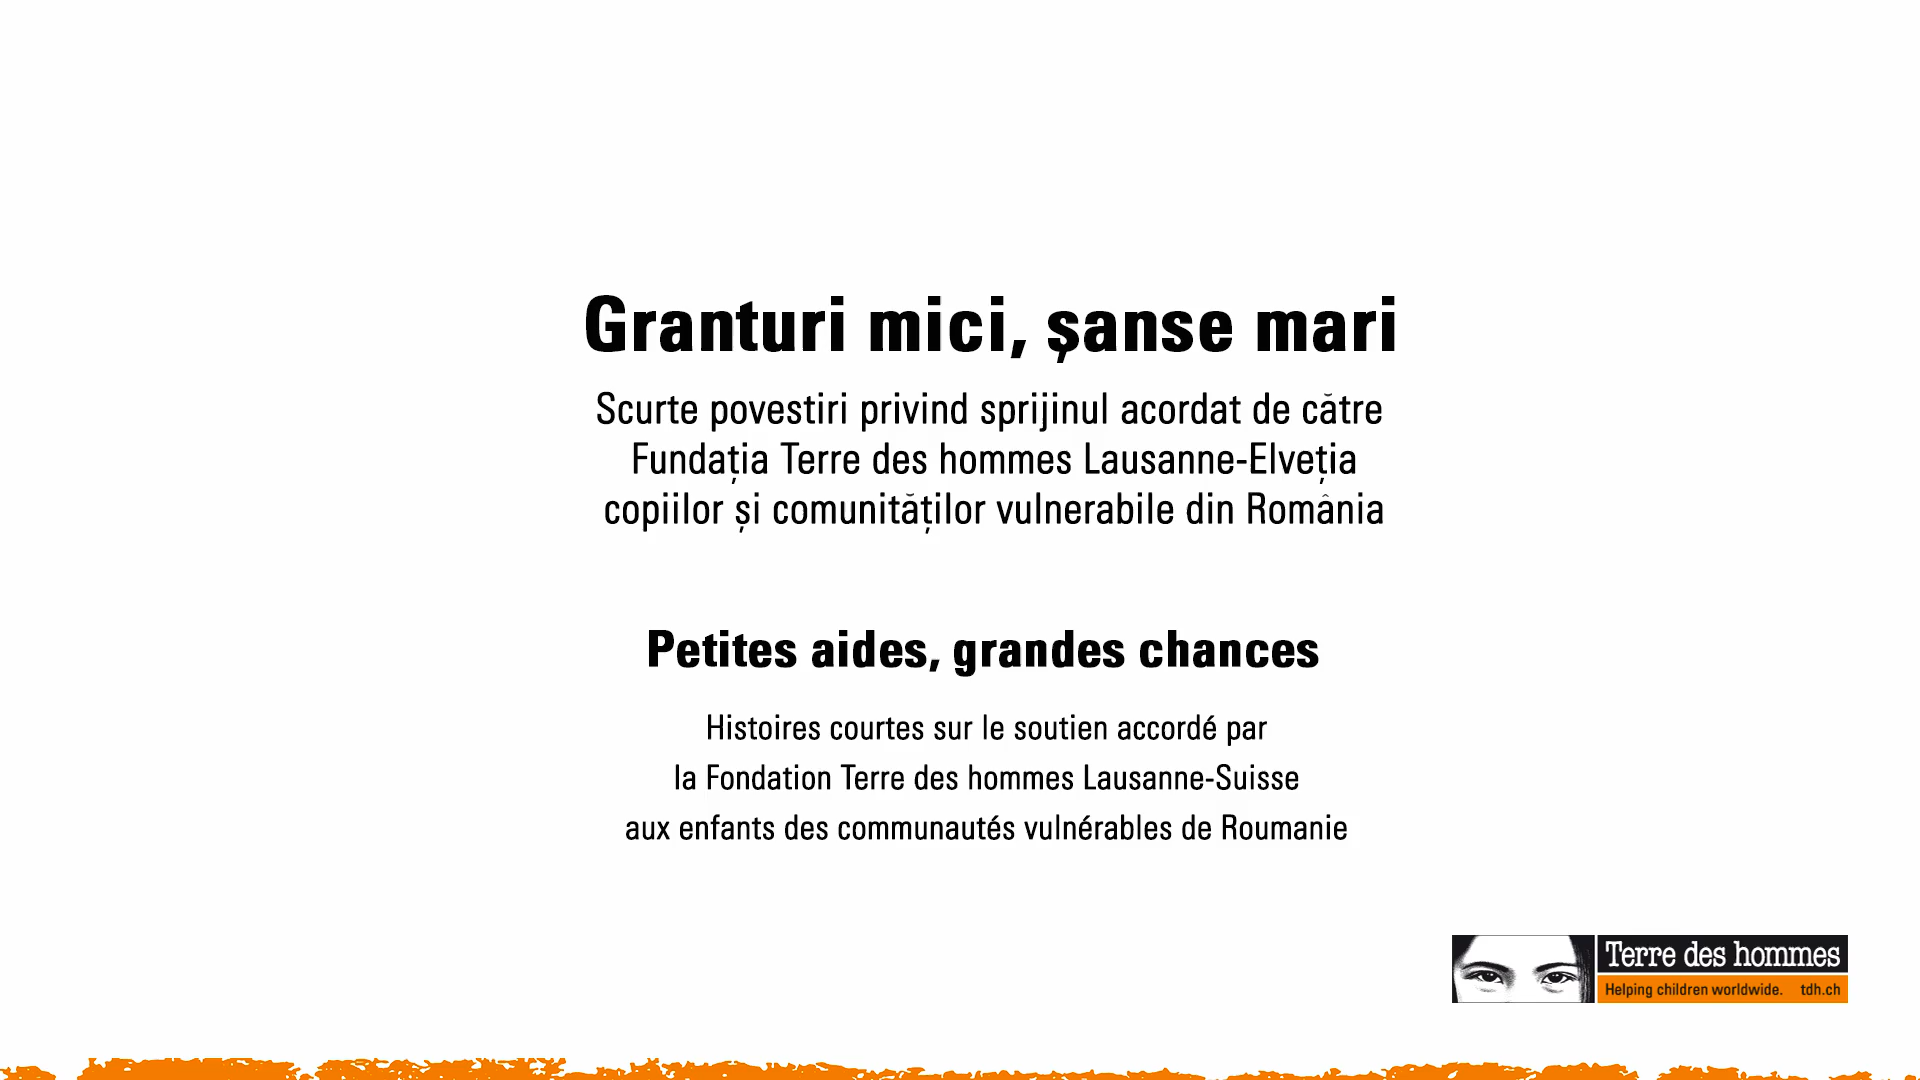 Granturi mici, șanse mari
Scurte povestiri privind sprijinul acordat de către
Fundația Terre des hommes Lausanne-Elveția
copiilor și comunităților vulnerabile din România
Petites aides, grandes chances
Histoires courtes sur le soutien accordé par
la Fondation Terre des hommes Lausanne-Suisse
aux enfants des communautés vulnérables de Roumanie
Terre des hommes
Helping children worldwide. tdh.ch